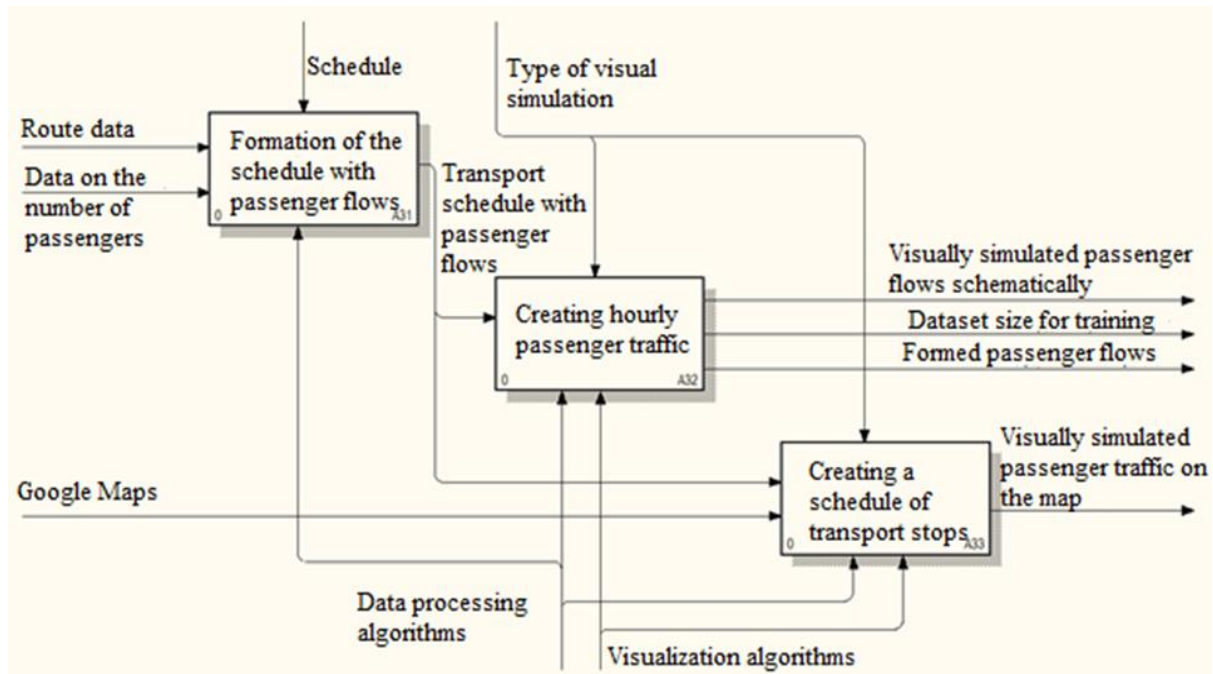 Schedule
Type of visual
simulation
Route data
Data on the
number of
passengers
Formation of the
schedule with
passenger flows
0
A31
Transport
schedule with
passenger
flows
Creating hourly
passenger traffic
0
A32
Visually simulated passenger
flows schematically
Dataset size for training
Formed passenger flows
Google Maps
Creating a
schedule of
transport stops
0
A33
Visually simulated
passenger traffic on
the map
Data processing
algorithms
Visualization algorithms